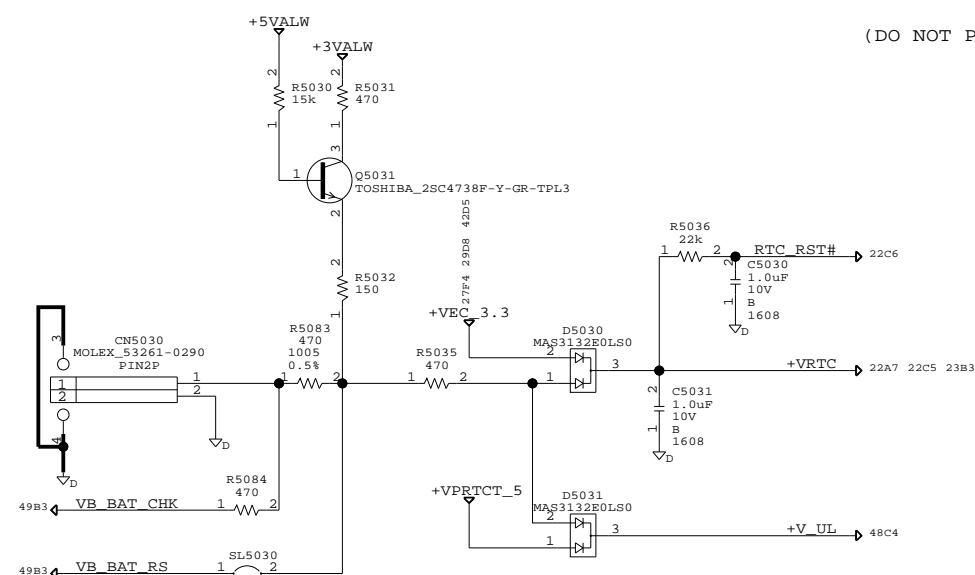 +5VALW
(DO NOT P
+3VALW
2
2
R5030
15k
R5031
470
1
1
3
1
Q5031
TOSHIBA_2SC4738F-Y-GR-TPL3
2
27F4 29D8 42D5
2
R5032
150
1
R5036
22k
1
2
RTC_RST#
22C6
2
C5030
1.0uF
10V
B
1608
1
D
+VEC_3.3
D5030
MAS3132E0LS0
2
1
3
+VRTC
22A7 22C5 23B3
3
CN5030
MOLEX_53261-0290
PIN2P
1
2
1
2
R5083
470
1005
0.5%
1
2
R5035
470
1
2
2
C5031
1.0uF
10V
B
1608
1
D
4
D
D
R5084
470
49B3
VB_BAT_CHK
1
2
+VPRTCT_5
D5031
MAS3132E0LS0
2
1
3
+V_UL
48C4
SL5030
49B3
VB_BAT_RS
1
2